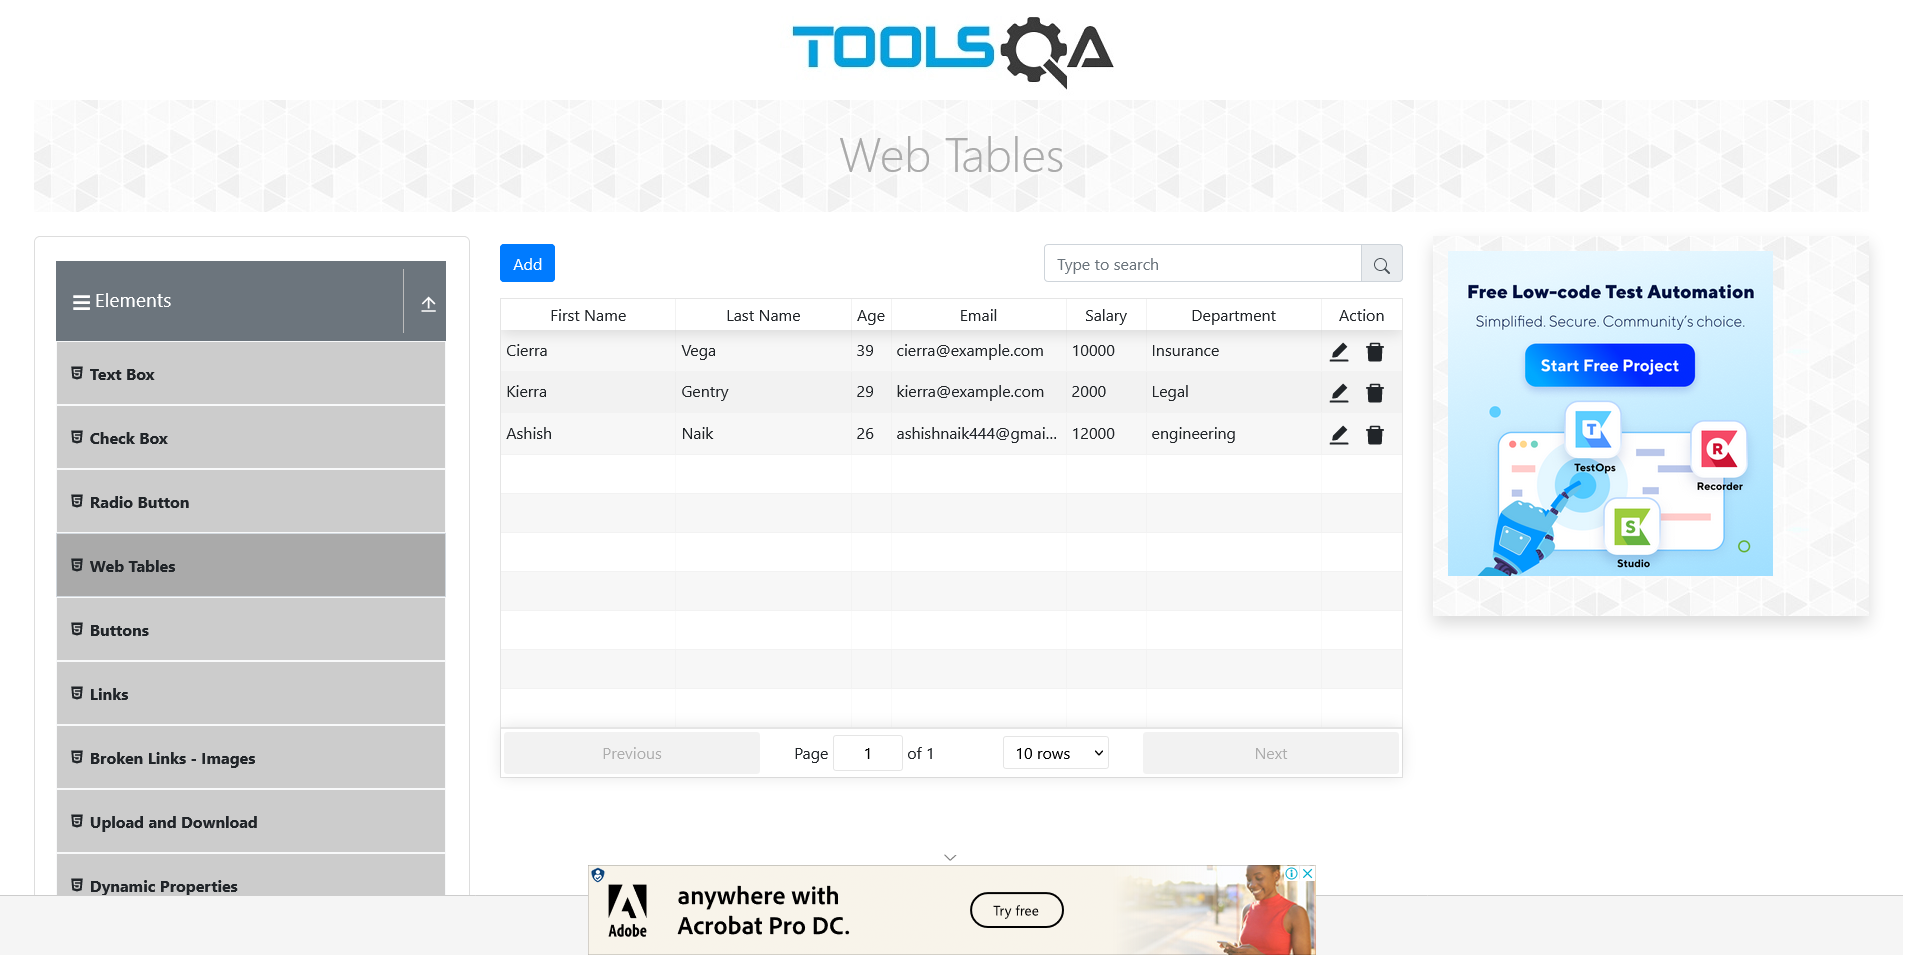 TOOLSQA
Web Tables
Elements
Text Box
Check Box
Radio Button
Web Tables
Buttons
Links
Broken Links - Images
Upload and Download
Dynamic Properties
Add
Type to search
First Name Last Name Age Email Salary Department Action
Cierra Vega 39 cierra@example.com 10000 Insurance
Kierra Gentry 29 kierra@example.com 2000 Legal
Ashish Naik 26 ashishnaik444@gmai... 12000 engineering
Previous Page 1 of 1 10 rows Next
Free Low-code Test Automation
Simplified. Secure. Community's choice.
Start Free Project
T
TestOps
R
Recorder
S
Studio
Adobe
anywhere with
Acrobat Pro DC.
Try free